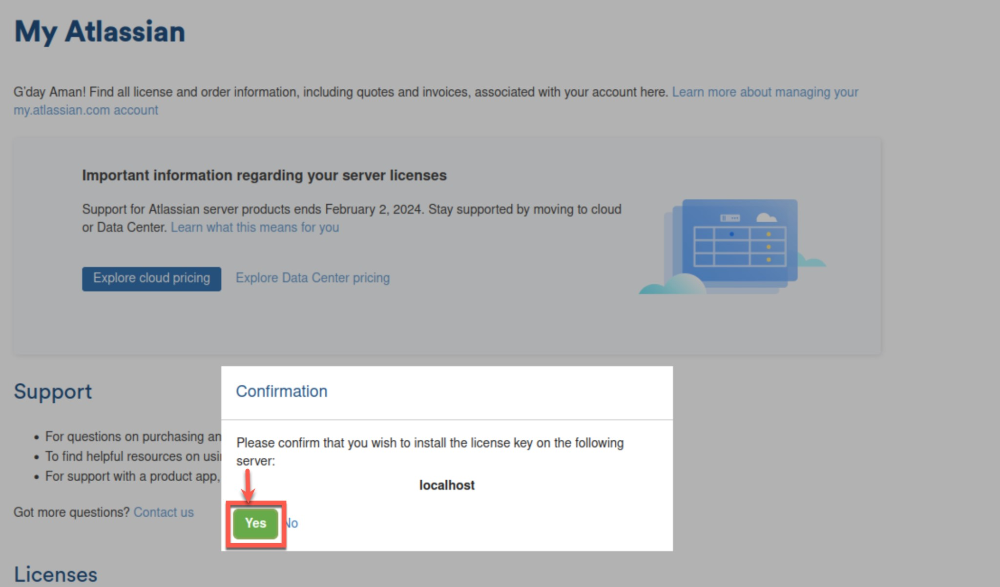 My Atlassian
G'day Aman! Find all license and order information, including quotes and invoices, associated with your account here. Learn more about managing your
my.atlassian.com account
Important information regarding your server licenses
Support for Atlassian server products ends February 2, 2024. Stay supported by moving to cloud
or Data Center. Learn what this means for you
Explore cloud pricing Explore Data Center pricing
Support
Confirmation
For questions on purchasing an
To find helpful resources on
For support with a product app,
Please confirm that you wish to install the license key on the following
server:
localhost
Got more questions? Contact us
Yes No
Licenses